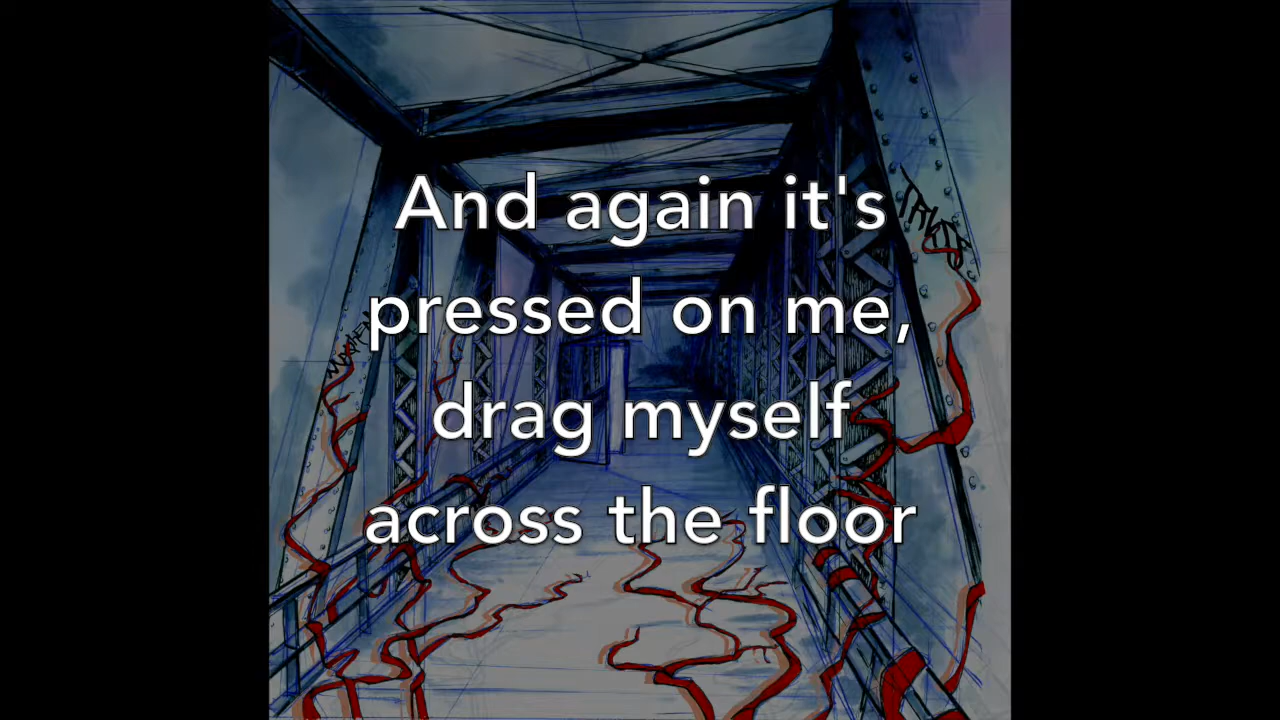 And again it's
pressed on me,
drag myself
across the floor